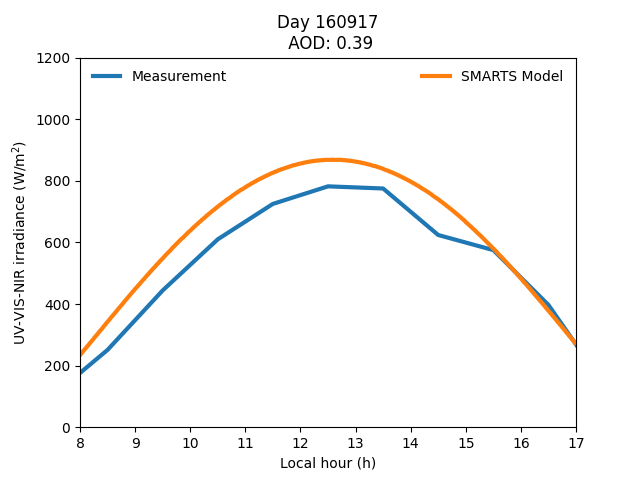 Day 160917
AOD: 0.39
Measurement
SMARTS Model
1200
1000
800
600
400
200
0
UV-VIS-NIR irradiance (W/m²)
8 9 10 11 12 13 14 15 16 17
Local hour (h)